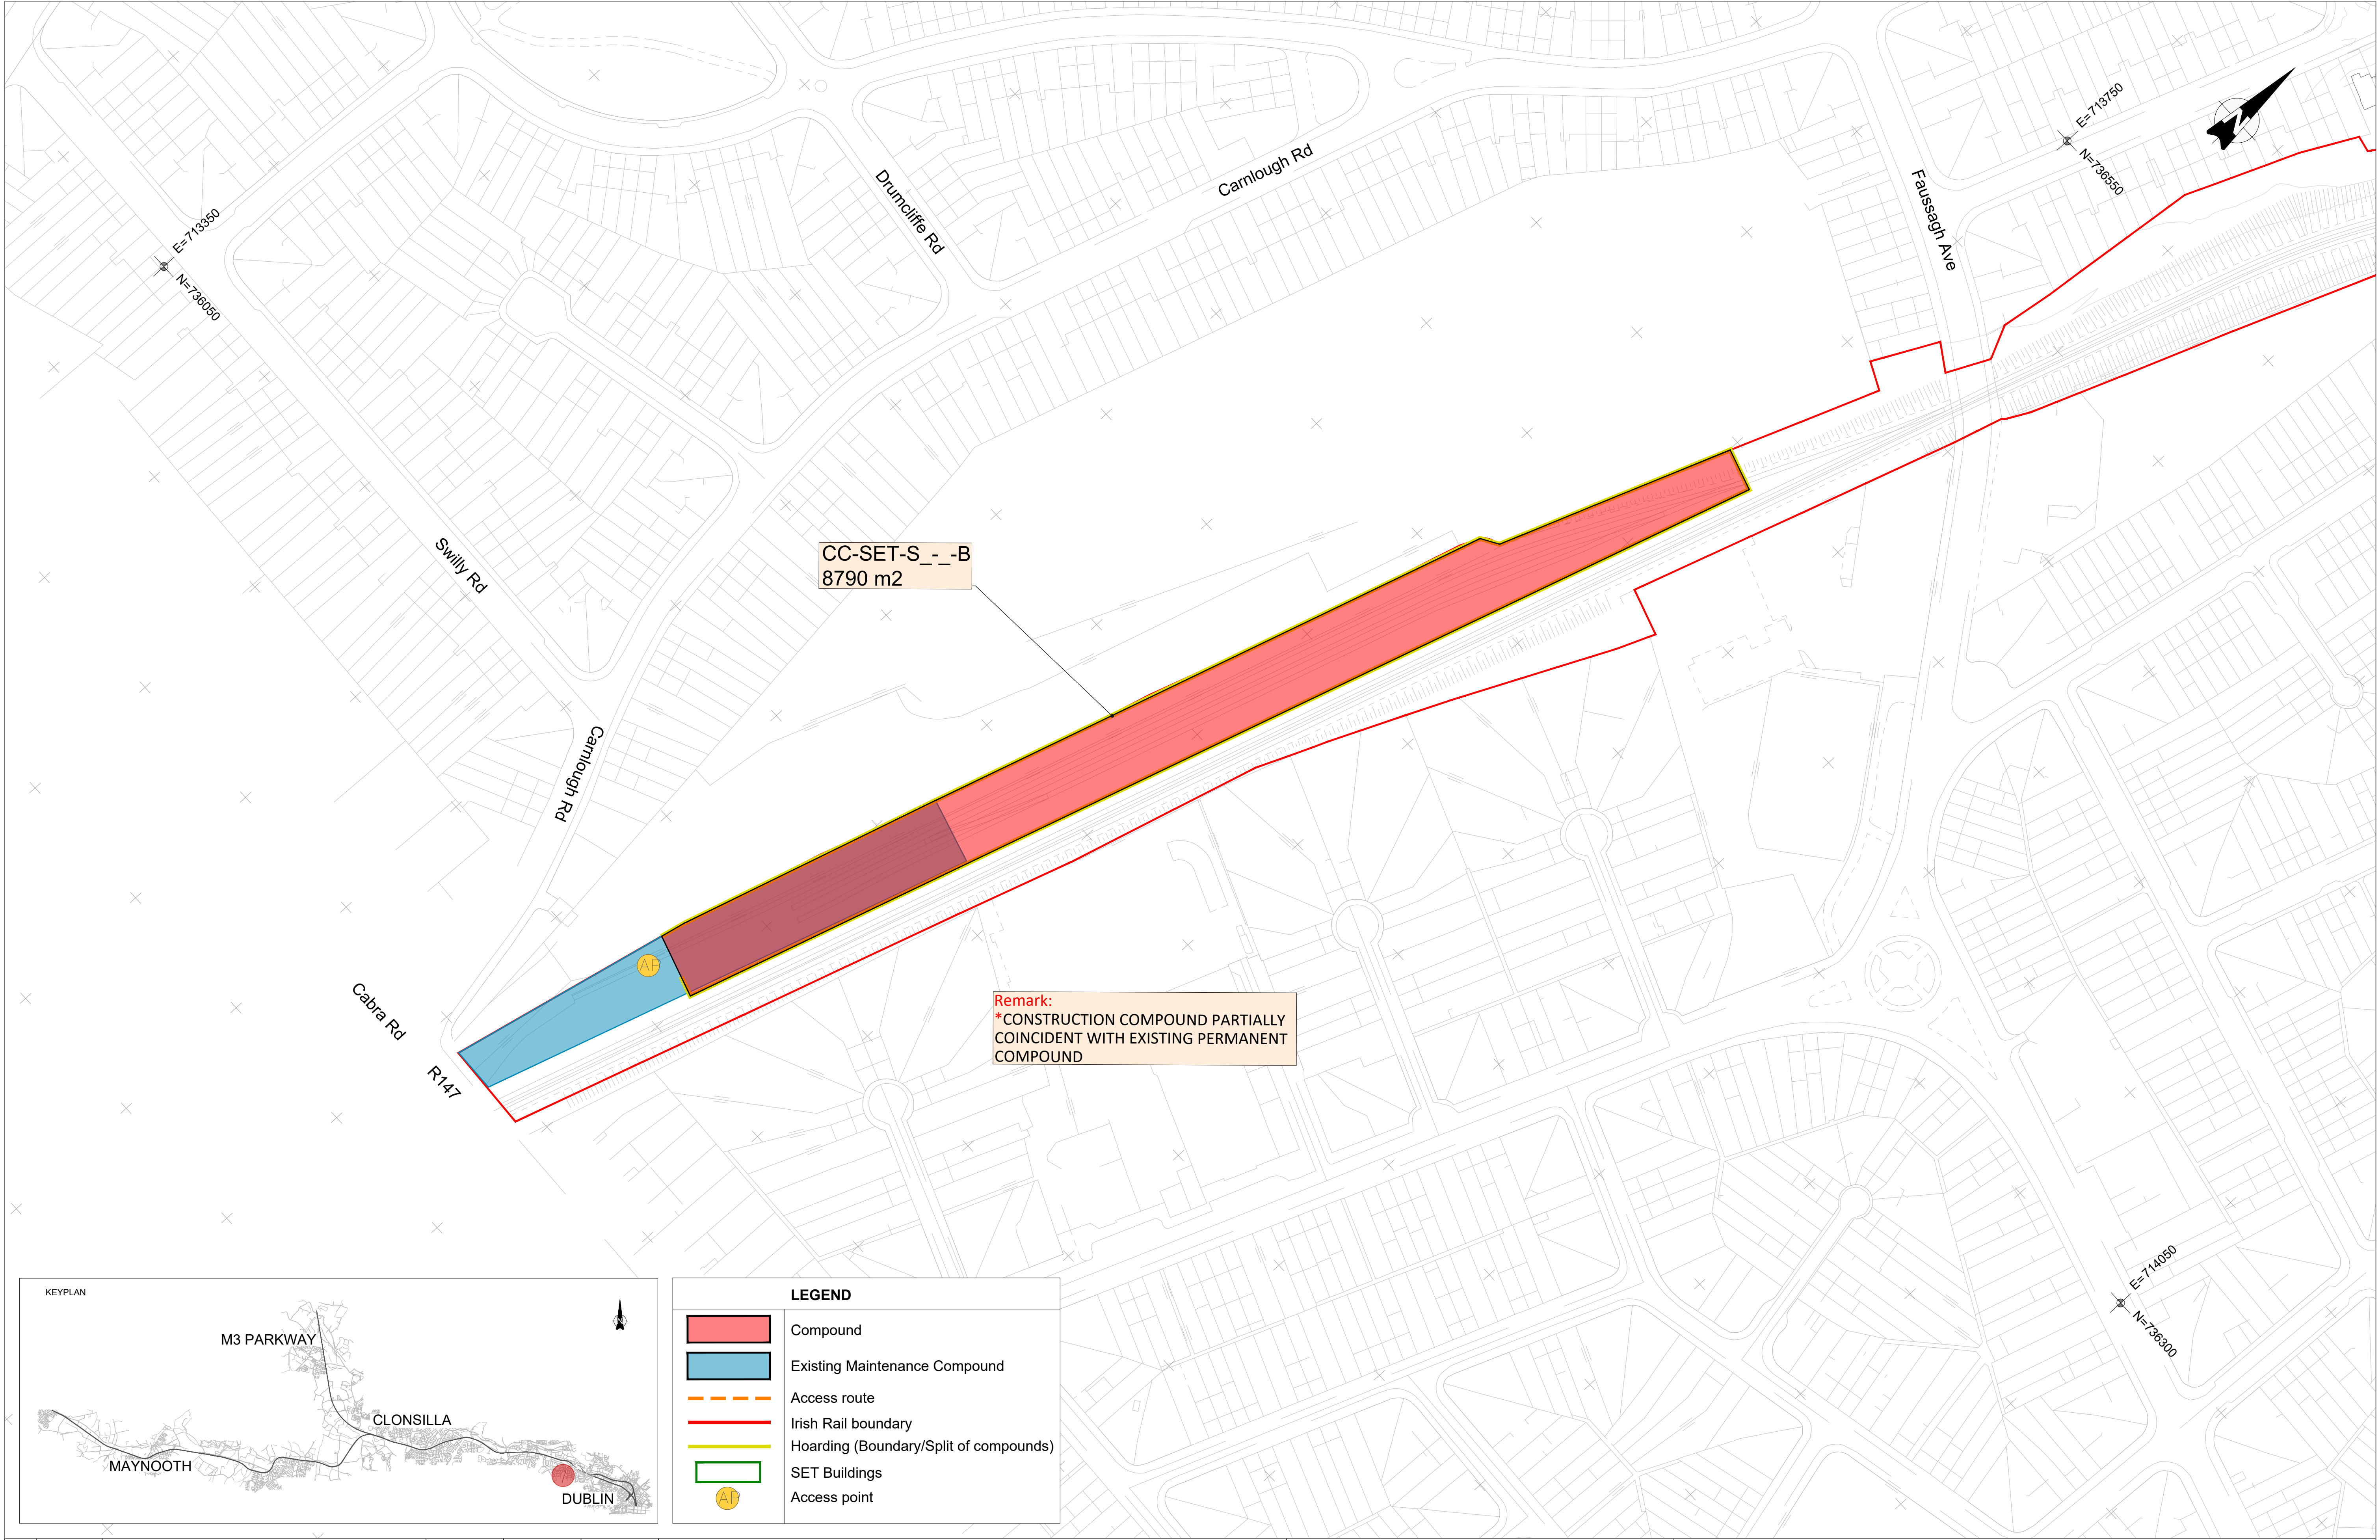 E=713750
N=736550
Carnlough Rd
Drumcliffe Rd
Faussagh Ave
E=713350
N=736050
Swilly Rd
CC-SET-S_-_-B
8790 m2
Carnlough Rd
AP
Cabra Rd
R147
Remark:
*CONSTRUCTION COMPOUND PARTIALLY
COINCIDENT WITH EXISTING PERMANENT
COMPOUND
E=714050
N=736300
KEYPLAN
M3 PARKWAY
CLONSILLA
MAYNOOTH
DUBLIN
LEGEND
Compound
Existing Maintenance Compound
Access route
Irish Rail boundary
Hoarding (Boundary/Split of compounds)
SET Buildings
AP Access point